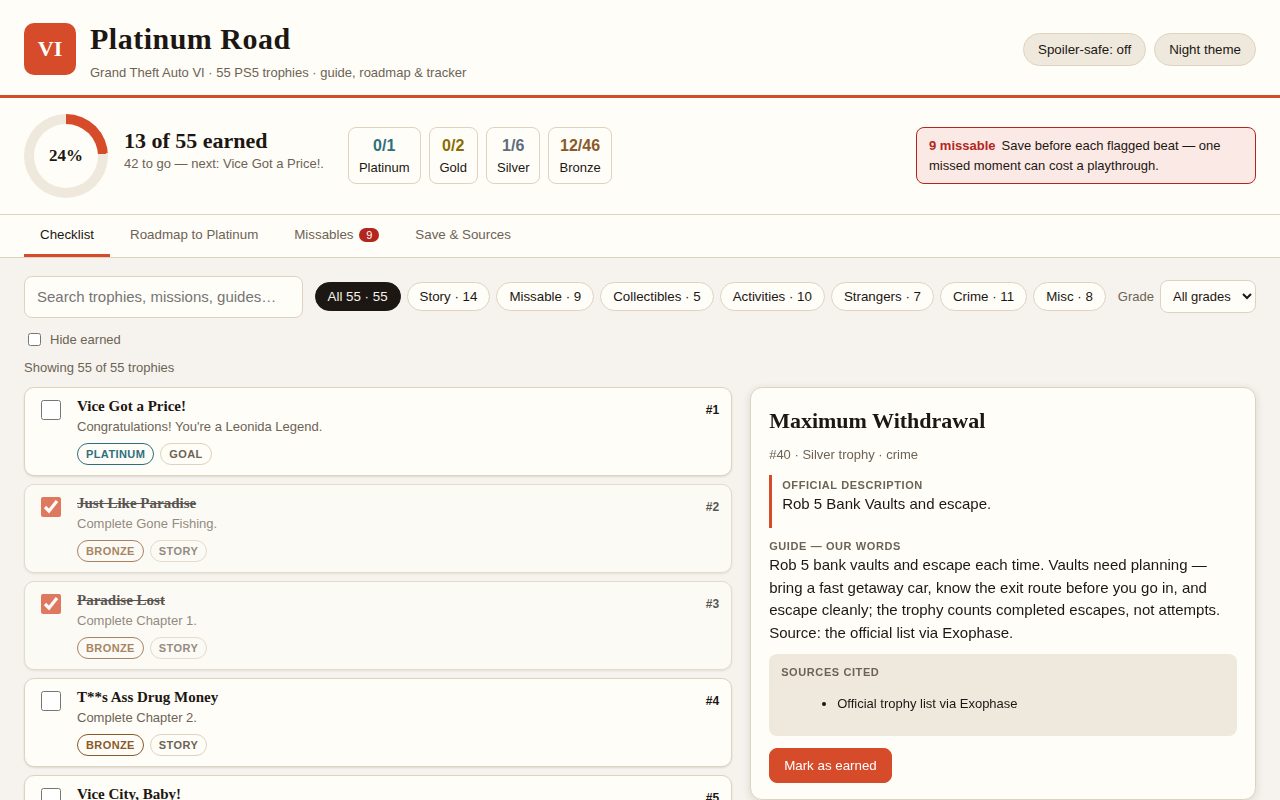 VI
Platinum Road
Grand Theft Auto VI · 55 PS5 trophies · guide, roadmap & tracker
Spoiler-safe: off
Night theme
24%
13 of 55 earned
42 to go — next: Vice Got a Price!.
0/1
Platinum
0/2
Gold
1/6
Silver
12/46
Bronze
9 missable Save before each flagged beat — one
missed moment can cost a playthrough.
Checklist
Roadmap to Platinum
Missables 9
Save & Sources
Search trophies, missions, guides…
All 55 · 55
Story · 14
Missable · 9
Collectibles · 5
Activities · 10
Strangers · 7
Crime · 11
Misc · 8
Grade
All grades
Hide earned
Showing 55 of 55 trophies
Vice Got a Price!
#1
Congratulations! You're a Leonida Legend.
PLATINUM
GOAL
Just Like Paradise
#2
Complete Gone Fishing.
BRONZE
STORY
Paradise Lost
#3
Complete Chapter 1.
BRONZE
STORY
T**s Ass Drug Money
#4
Complete Chapter 2.
BRONZE
STORY
Vice City, Baby!
#5
Maximum Withdrawal
#40 · Silver trophy · crime
OFFICIAL DESCRIPTION
Rob 5 Bank Vaults and escape.
GUIDE — OUR WORDS
Rob 5 bank vaults and escape each time. Vaults need planning —
bring a fast getaway car, know the exit route before you go in, and
escape cleanly; the trophy counts completed escapes, not attempts.
Source: the official list via Exophase.
SOURCES CITED
• Official trophy list via Exophase
Mark as earned